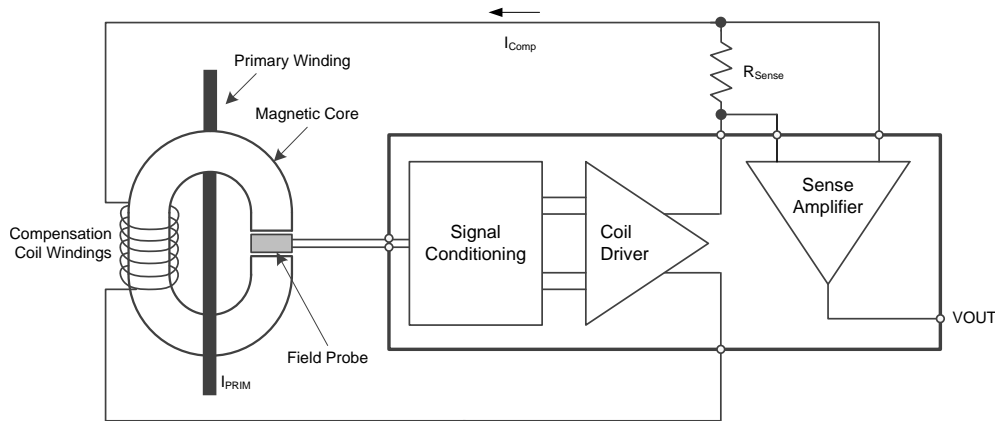 I_Comp
R_Sense
Primary Winding
Magnetic Core
Compensation
Coil Windings
Signal
Conditioning
Coil
Driver
Sense
Amplifier
VOUT
Field Probe
I_PRIM